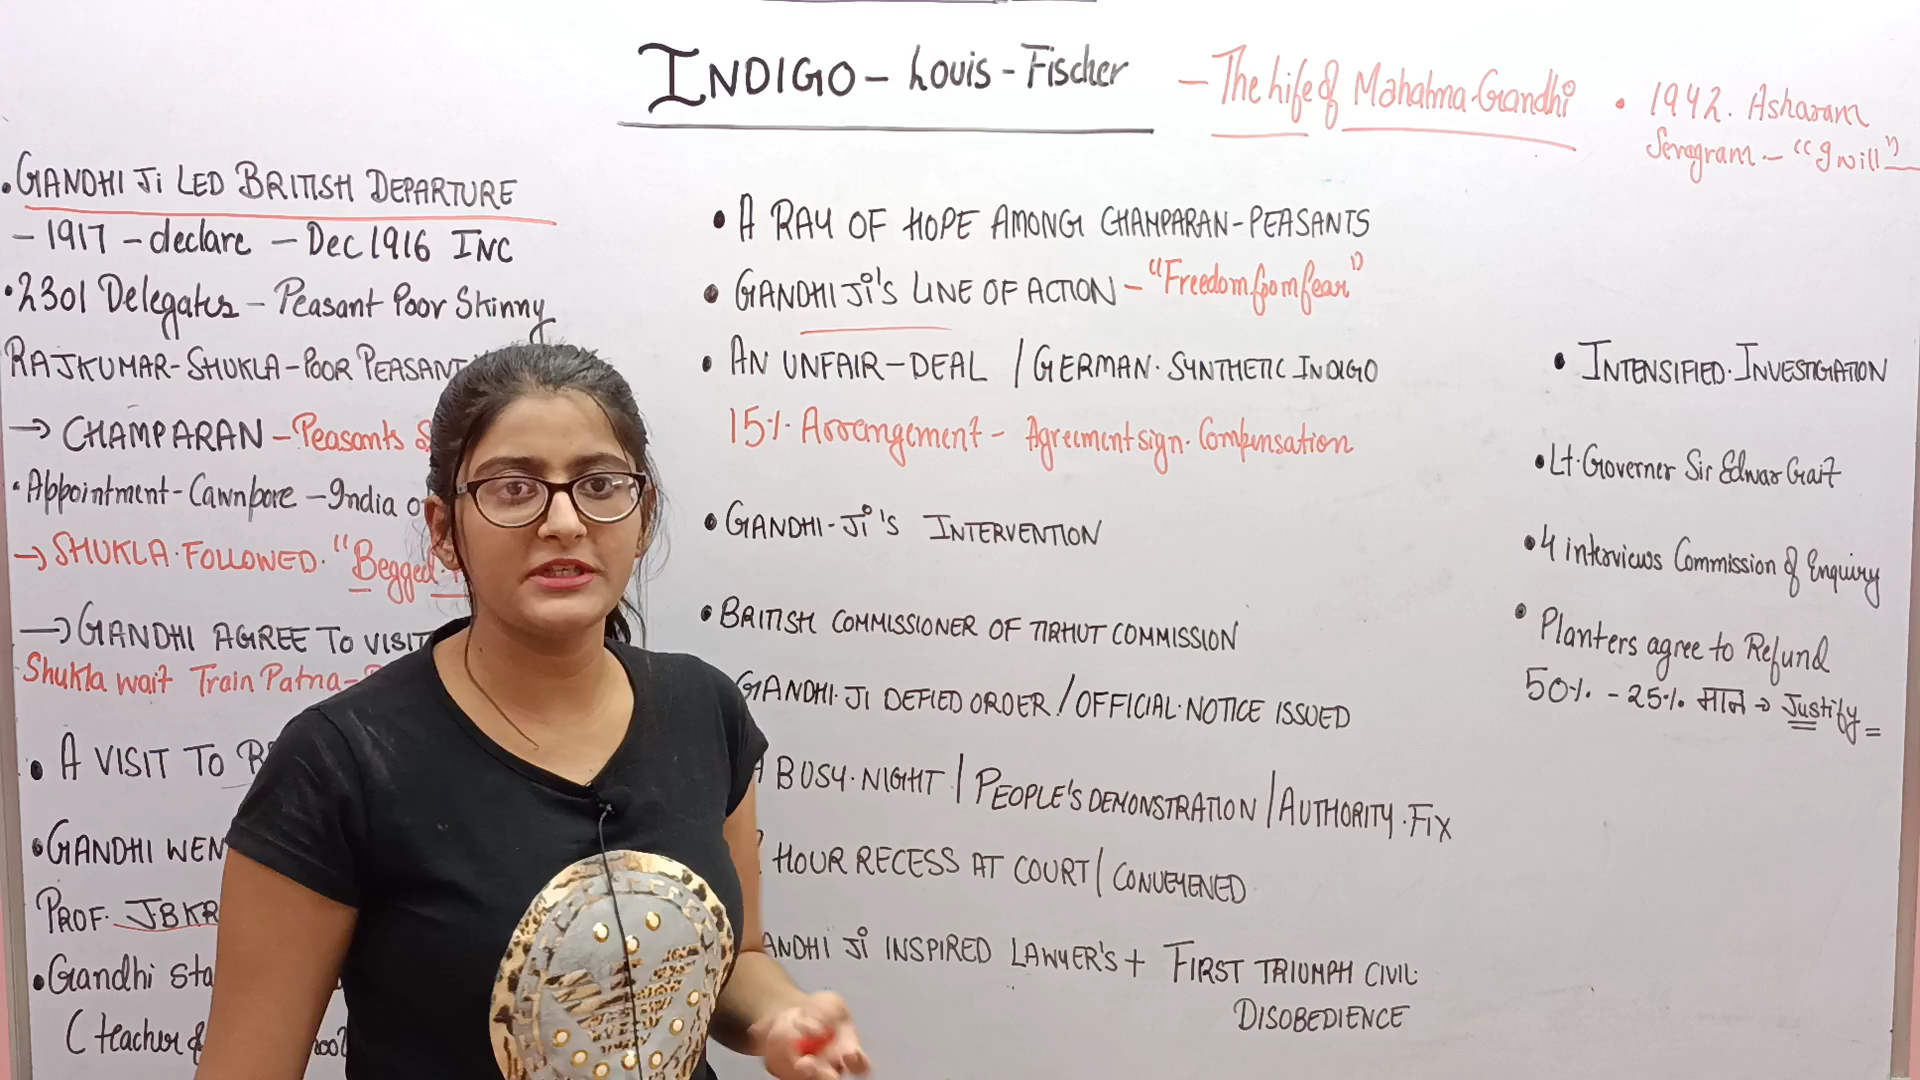 INDIGO - Louis - Fischer - The life of Mahatma Gandhi
• 1942. Asharam
Sevagram - "I will"
• GANDHI Ji LED BRITISH DEPARTURE
- 1917 - declare - Dec 1916 INC
• 2301 Delegates - Peasant Poor Skinny
RAJKUMAR - SHUKLA - POOR PEASANT
→ CHAMPARAN - Peasants
• Appointment - Cawnpore - India
→ SHUKLA. FOLLOWED. "Begged
→ GANDHI AGREE TO VISIT
Shukla wait Train Patna -
• A VISIT TO
• GANDHI WEN
PROF. J.B KR
• Gandhi sta
(teacher
• A RAY OF HOPE AMONG CHAMPARAN - PEASANTS
• GANDHI Ji'S LINE OF ACTION - "Freedom from fear"
• AN UNFAIR - DEAL / GERMAN. SYNTHETIC INDIGO
15%. Arrangement - Agreement sign. Compensation
• GANDHI - Ji'S INTERVENTION
• BRITISH COMMISSIONER OF TIRHUT COMMISSION
GANDHI. JI DEFIED ORDER / OFFICIAL. NOTICE ISSUED
A BUSY. NIGHT / PEOPLE'S DEMONSTRATION / AUTHORITY. FIX
HOUR RECESS AT COURT / CONVEYENED
ANDHI Ji INSPIRED LAWYER'S + FIRST TRIUMPH CIVIL
DISOBEDIENCE
• INTENSIFIED. INVESTIGATION
• Lt. Governer Sir Edwar Gait
• 4 interviews Commission of Enquiry
• Planters agree to Refund
50%. - 25%. माने → Justify =